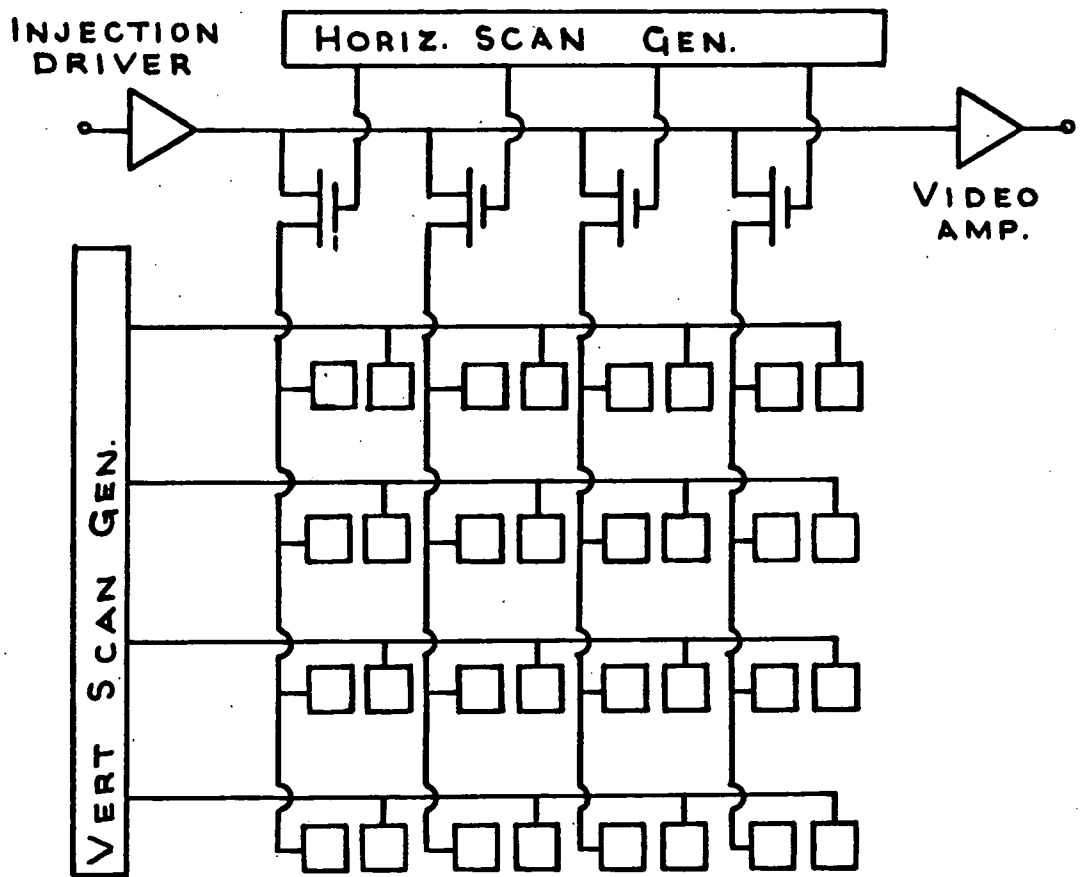 INJECTION
DRIVER
HORIZ. SCAN GEN.
VIDEO
AMP.
VERT SCAN GEN.